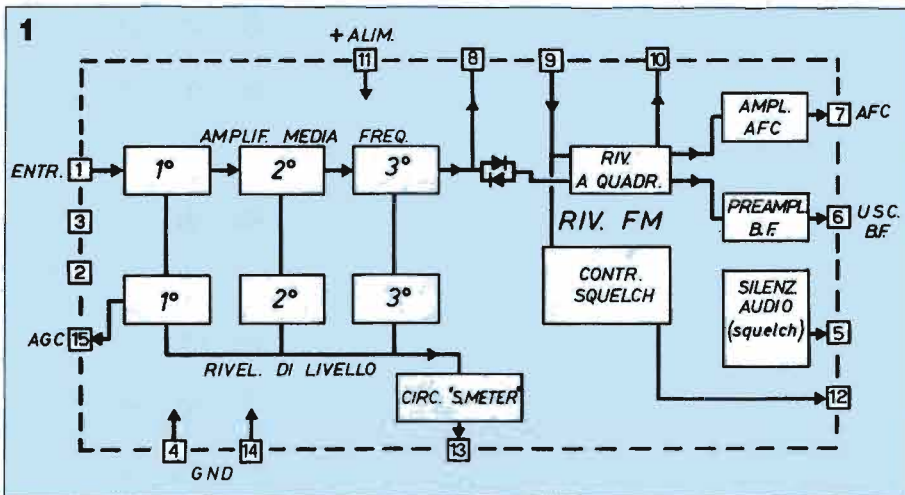 1
+ ALIM.
11
8
9
10
AMPL.
AFC
7
AFC
AMPLIF. MEDIA FREQ.
ENTR.
1
1°
2°
3°
RIV.
A QUADR.
3
RIV. FM
PREAMPL.
B.F.
6
USC.
B.F.
2
1°
2°
3°
CONTR.
SQUELCH
SILENZ.
AUDIO
(squelch)
5
AGC
15
RIVEL. DI LIVELLO
CIRC. "S.METER"
12
4
14
13
GND